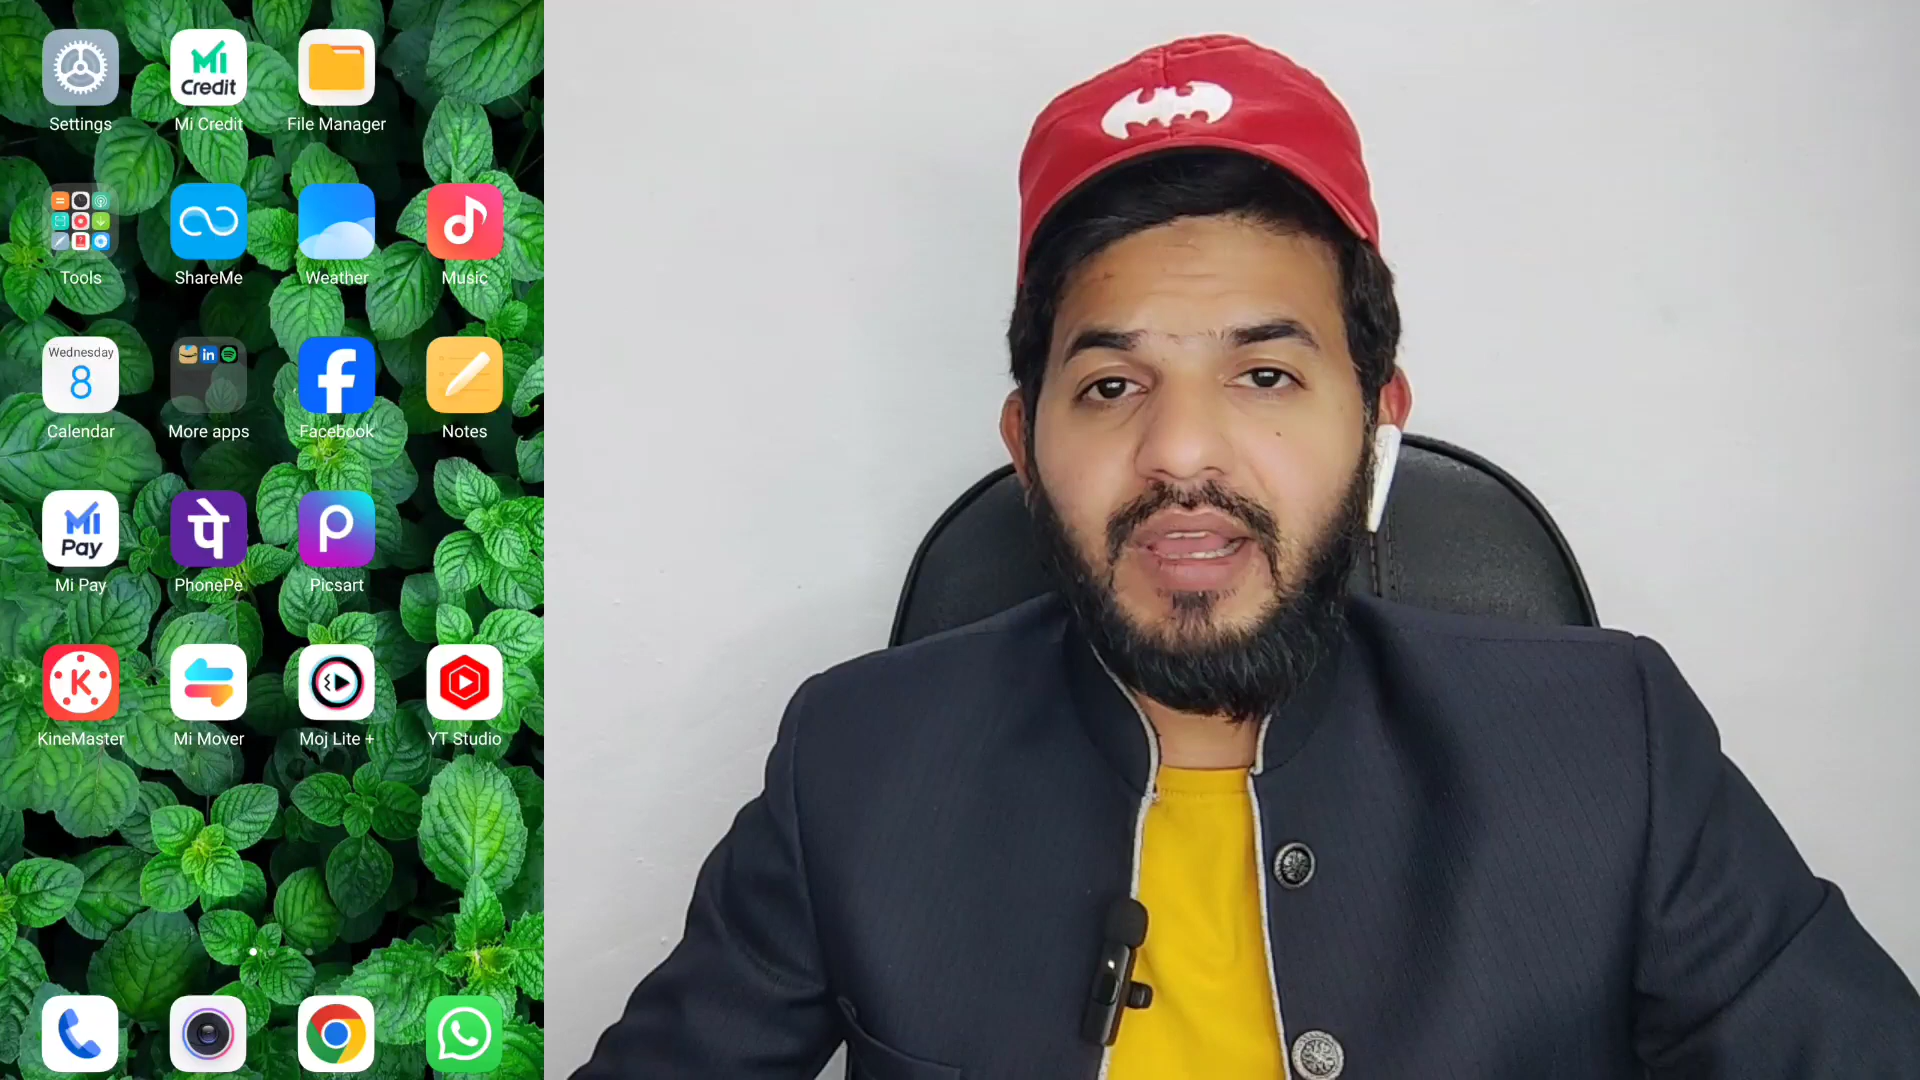 Mi
Credit
Settings
Mi Credit
File Manager
Tools
ShareMe
Weather
Music
Wednesday
8
in
f
Calendar
More apps
Facebook
Notes
Mi
Pay
पे
P
Mi Pay
PhonePe
Picsart
K
KineMaster
Mi Mover
Moj Lite +
YT Studio